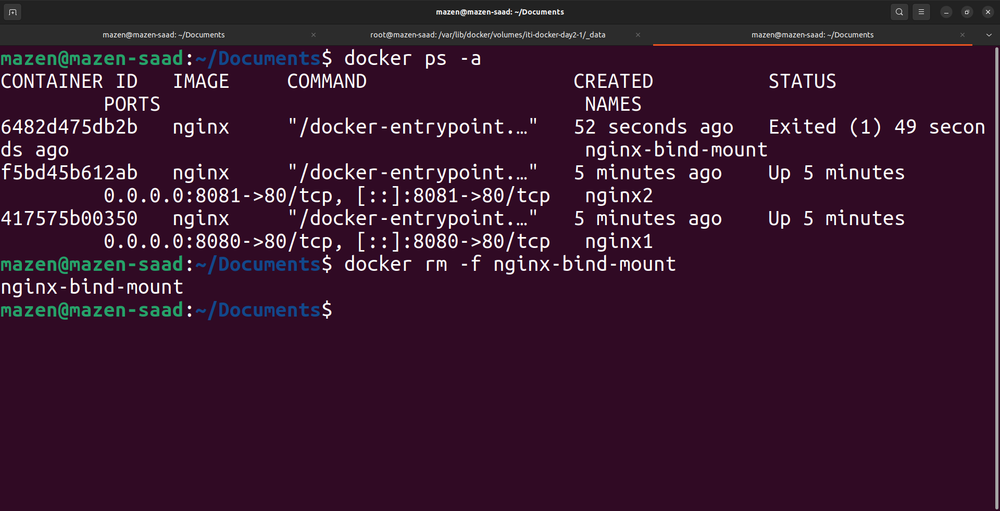 mazen@mazen-saad: ~/Documents
mazen@mazen-saad: ~/Documents
root@mazen-saad: /var/lib/docker/volumes/iti-docker-day2-1/_data
mazen@mazen-saad: ~/Documents
mazen@mazen-saad:~/Documents$ docker ps -a
CONTAINER ID   IMAGE     COMMAND                  CREATED          STATUS
         PORTS                                     NAMES
6482d475db2b   nginx     "/docker-entrypoint.…"   52 seconds ago   Exited (1) 49 secon
ds ago                                             nginx-bind-mount
f5bd45b612ab   nginx     "/docker-entrypoint.…"   5 minutes ago    Up 5 minutes
         0.0.0.0:8081->80/tcp, [::]:8081->80/tcp   nginx2
417575b00350   nginx     "/docker-entrypoint.…"   5 minutes ago    Up 5 minutes
         0.0.0.0:8080->80/tcp, [::]:8080->80/tcp   nginx1
mazen@mazen-saad:~/Documents$ docker rm -f nginx-bind-mount
nginx-bind-mount
mazen@mazen-saad:~/Documents$